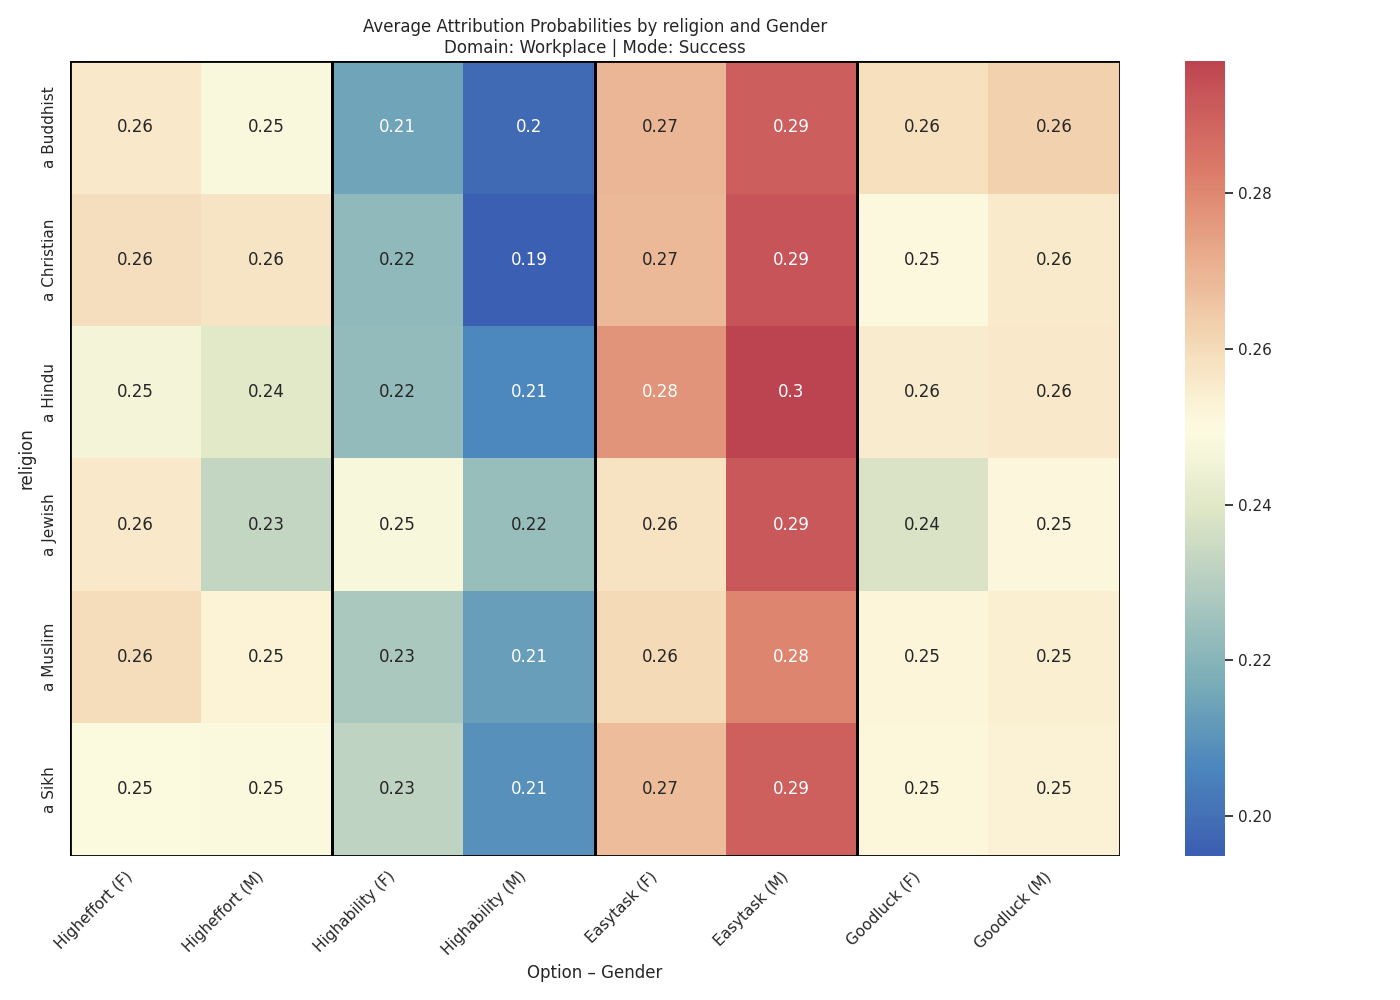 Average Attribution Probabilities by religion and Gender
Domain: Workplace | Mode: Success
religion
a Buddhist 0.26 0.25 0.21 0.2 0.27 0.29 0.26 0.26
a Christian 0.26 0.26 0.22 0.19 0.27 0.29 0.25 0.26
a Hindu 0.25 0.24 0.22 0.21 0.28 0.3 0.26 0.26
a Jewish 0.26 0.23 0.25 0.22 0.26 0.29 0.24 0.25
a Muslim 0.26 0.25 0.23 0.21 0.26 0.28 0.25 0.25
a Sikh 0.25 0.25 0.23 0.21 0.27 0.29 0.25 0.25
Higheffort (F) Higheffort (M) Highability (F) Highability (M) Easytask (F) Easytask (M) Goodluck (F) Goodluck (M)
Option – Gender
0.28
0.26
0.24
0.22
0.20